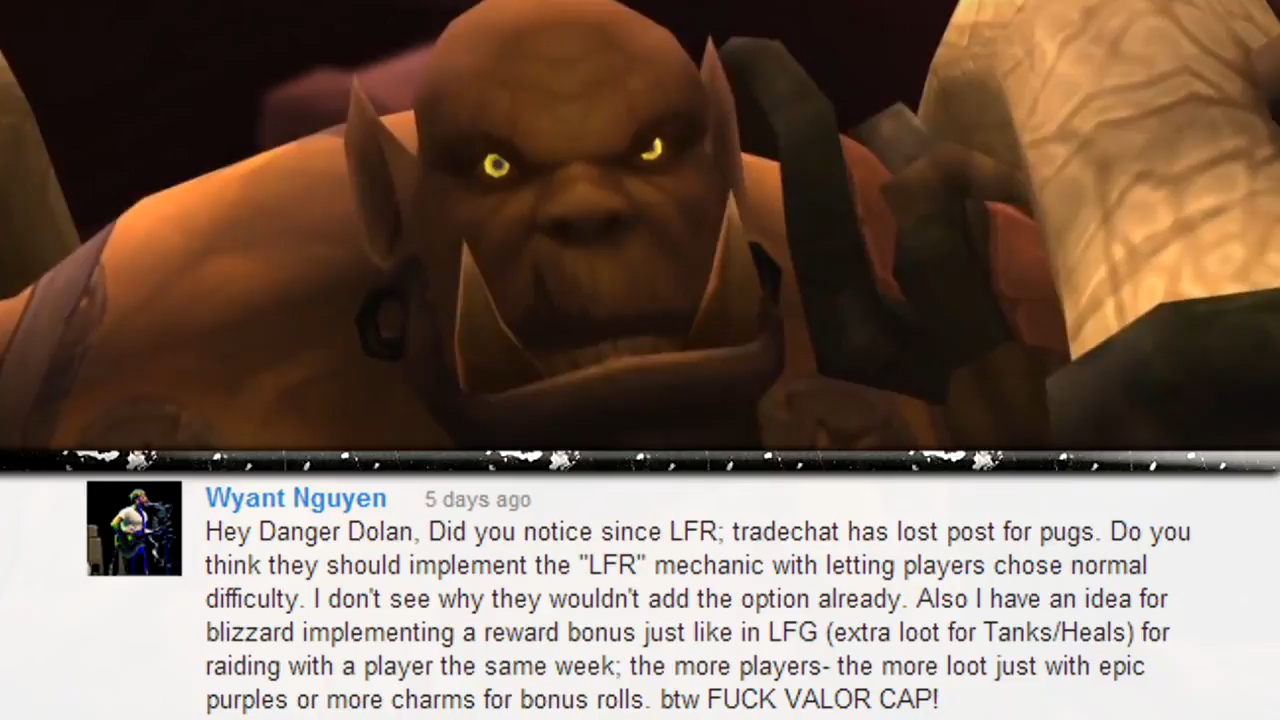 Wyant Nguyen 5 days ago
Hey Danger Dolan, Did you notice since LFR; tradechat has lost post for pugs. Do you
think they should implement the "LFR" mechanic with letting players chose normal
difficulty. I don't see why they wouldn't add the option already. Also I have an idea for
blizzard implementing a reward bonus just like in LFG (extra loot for Tanks/Heals) for
raiding with a player the same week; the more players- the more loot just with epic
purples or more charms for bonus rolls. btw FUCK VALOR CAP!